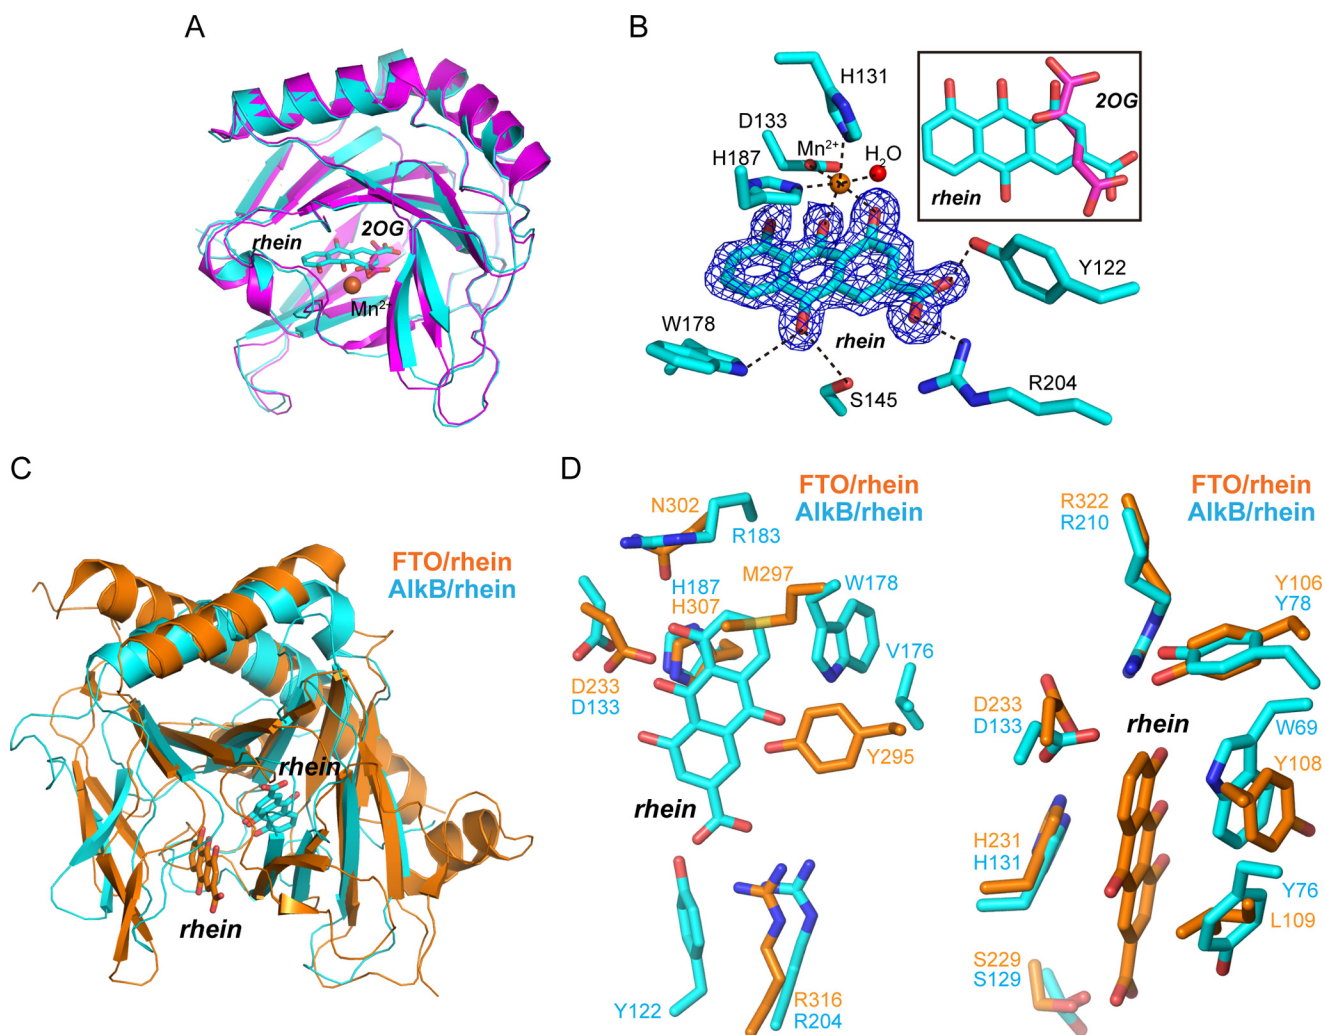 A
rhein
2OG
Mn²⁺
B
H131
D133
Mn²⁺
H₂O
H187
2OG
rhein
Y122
W178
rhein
S145
R204
C
FTO/rhein
AlkB/rhein
rhein
rhein
D
FTO/rhein
AlkB/rhein
N302
R183
H187
H307
M297
W178
V176
D233
D133
Y295
rhein
Y122
R316
R204
FTO/rhein
AlkB/rhein
R322
R210
Y106
Y78
D233
D133
rhein
W69
Y108
H231
H131
Y76
L109
S229
S129